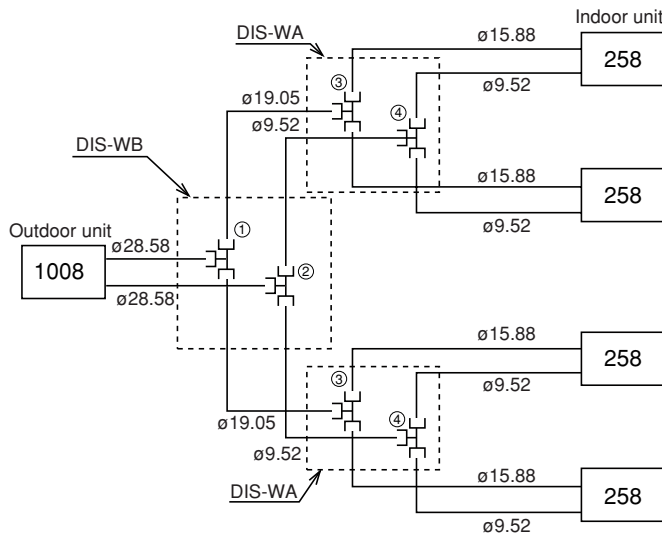 Indoor unit
DIS-WA
ø15.88
258
③
ø19.05
④
ø9.52
ø9.52
DIS-WB
ø15.88
258
ø9.52
Outdoor unit
①
ø28.58
1008
②
ø28.58
ø15.88
258
③
ø9.52
ø19.05
④
ø9.52
ø15.88
DIS-WA
258
ø9.52